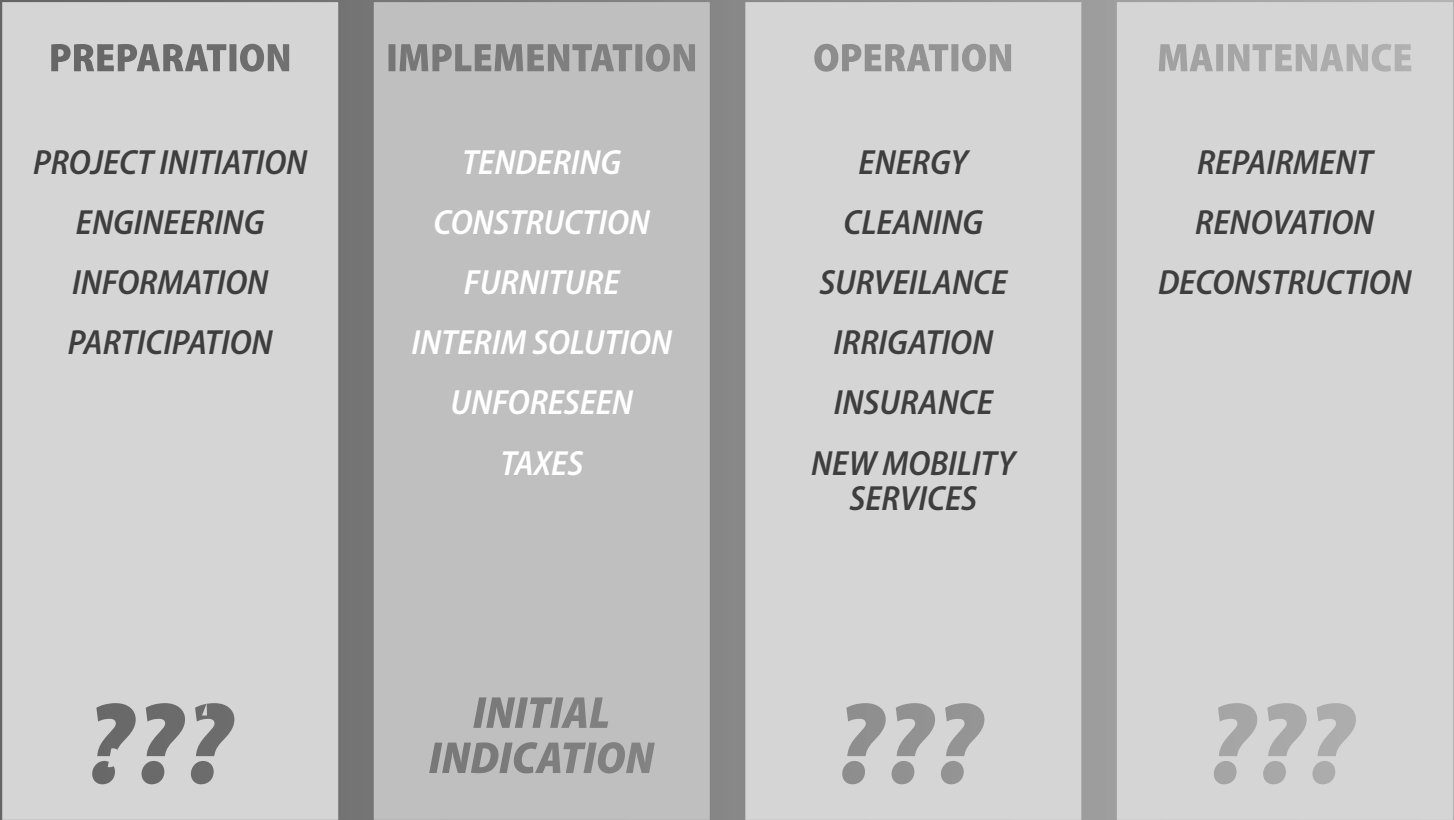 PREPARATION
PROJECT INITIATION
ENGINEERING
INFORMATION
PARTICIPATION
???
IMPLEMENTATION
TENDERING
CONSTRUCTION
FURNITURE
INTERIM SOLUTION
UNFORESEEN
TAXES
INITIAL
INDICATION
OPERATION
ENERGY
CLEANING
SURVEILANCE
IRRIGATION
INSURANCE
NEW MOBILITY
SERVICES
???
MAINTENANCE
REPAIRMENT
RENOVATION
DECONSTRUCTION
???